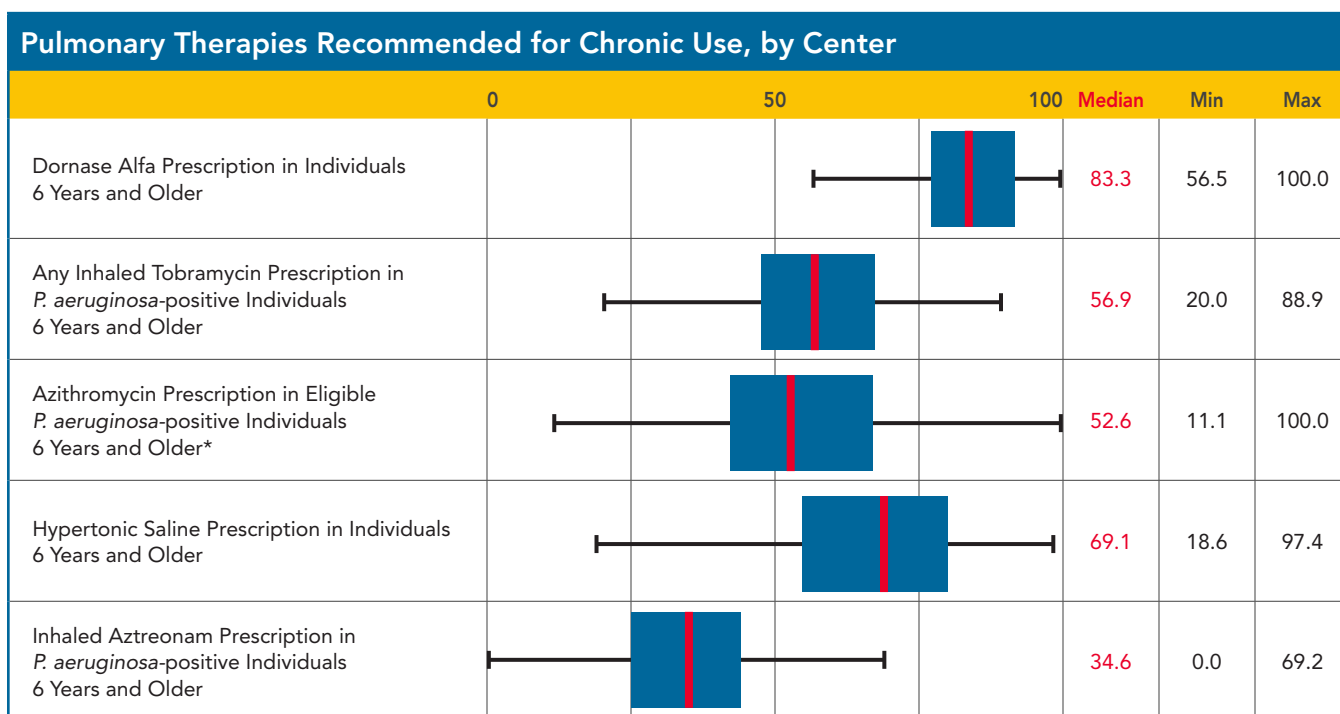 Pulmonary Therapies Recommended for Chronic Use, by Center
0 50 100 Median Min Max
Dornase Alfa Prescription in Individuals
6 Years and Older
83.3 56.5 100.0
Any Inhaled Tobramycin Prescription in
P. aeruginosa-positive Individuals
6 Years and Older
56.9 20.0 88.9
Azithromycin Prescription in Eligible
P. aeruginosa-positive Individuals
6 Years and Older*
52.6 11.1 100.0
Hypertonic Saline Prescription in Individuals
6 Years and Older
69.1 18.6 97.4
Inhaled Aztreonam Prescription in
P. aeruginosa-positive Individuals
6 Years and Older
34.6 0.0 69.2